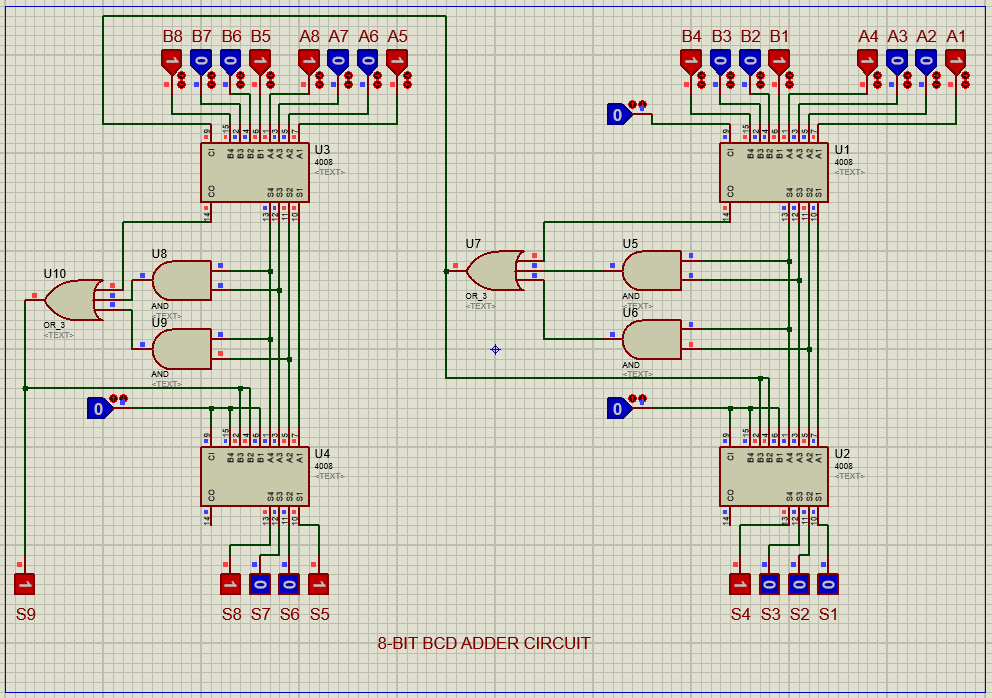 B8 B7 B6 B5 A8 A7 A6 A5 B4 B3 B2 B1 A4 A3 A2 A1
1 0 0 1 1 0 0 1 1 0 0 1 1 0 0 1
0
9 15 2 4 6 1 3 5 7
CI B4 B3 B2 B1 A4 A3 A2 A1
CO S4 S3 S2 S1
14 13 12 11 10
U3
4008
<TEXT>
9 15 2 4 6 1 3 5 7
CI B4 B3 B2 B1 A4 A3 A2 A1
CO S4 S3 S2 S1
14 13 12 11 10
U1
4008
<TEXT>
U10
OR_3
<TEXT>
U8
AND
<TEXT>
U9
AND
<TEXT>
U7
OR_3
<TEXT>
U5
AND
<TEXT>
U6
AND
<TEXT>
0
9 15 2 4 6 1 3 5 7
CI B4 B3 B2 B1 A4 A3 A2 A1
CO S4 S3 S2 S1
14 13 12 11 10
U4
4008
<TEXT>
0
9 15 2 4 6 1 3 5 7
CI B4 B3 B2 B1 A4 A3 A2 A1
CO S4 S3 S2 S1
14 13 12 11 10
U2
4008
<TEXT>
1 1 0 0 1 1 0 0 0
S9 S8 S7 S6 S5 S4 S3 S2 S1
8-BIT BCD ADDER CIRCUIT